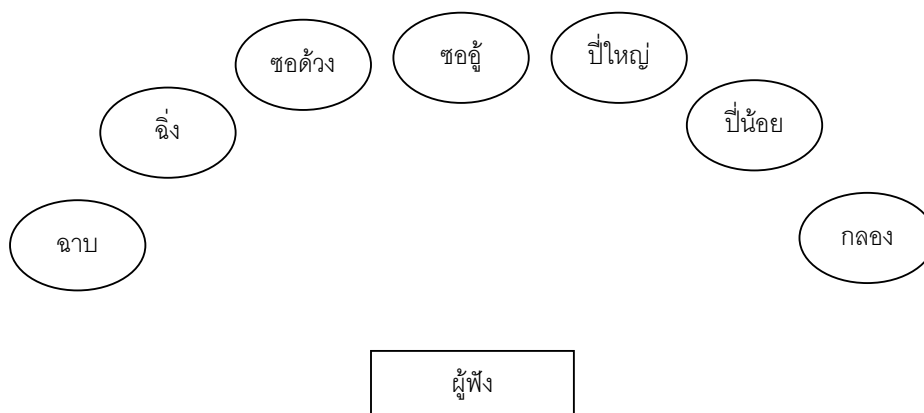 ซอด้วง
ซออู้
ปี่ใหญ่
ฉิ่ง
ปี่น้อย
ฉาบ
กลอง
ผู้ฟัง